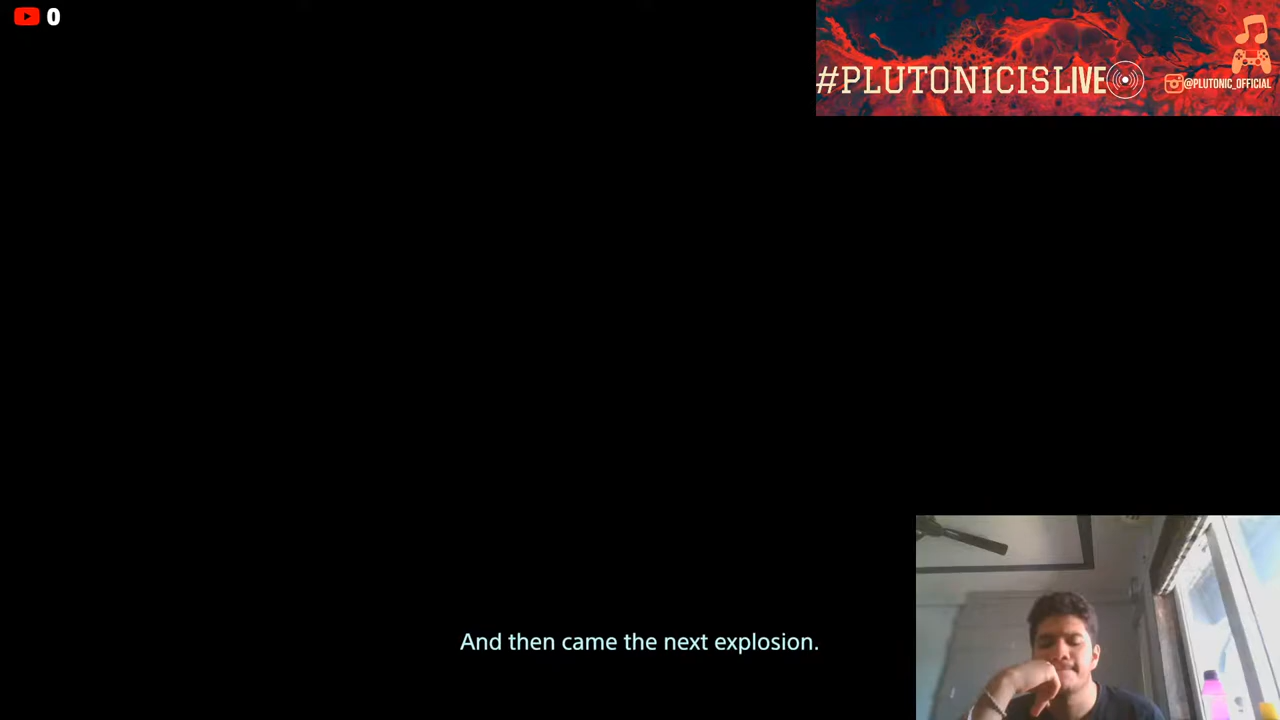 0
#PLUTONICISLIVE
@PLUTONIC_OFFICIAL
And then came the next explosion.